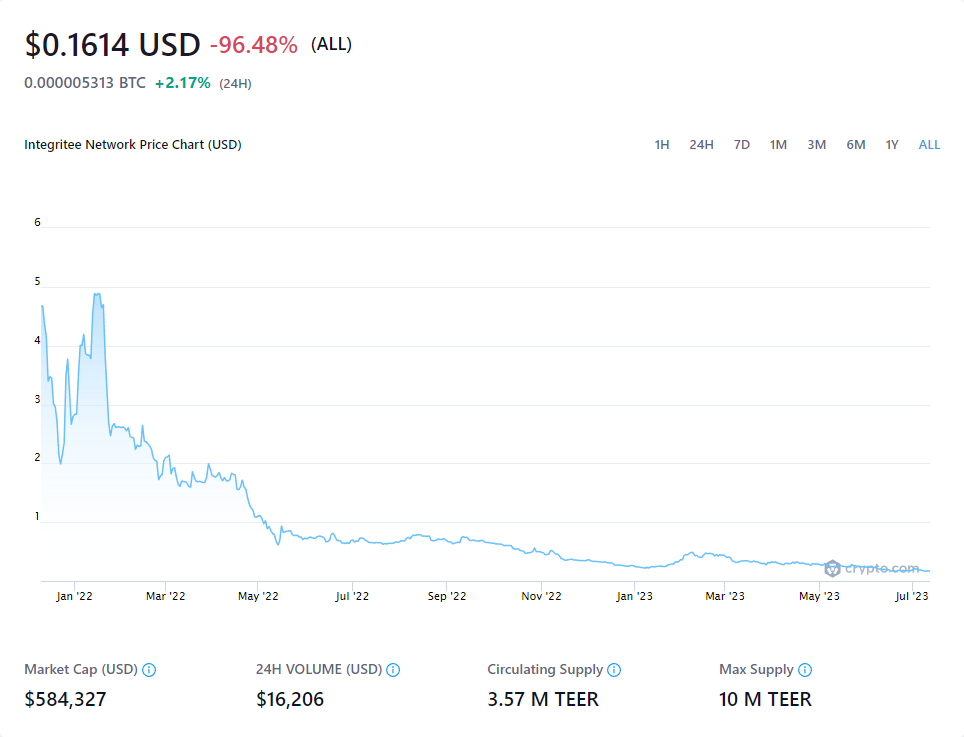 $0.1614 USD -96.48% (ALL)
0.000005313 BTC +2.17% (24H)
Integritee Network Price Chart (USD) 1H 24H 7D 1M 3M 6M 1Y ALL
6
5
4
3
2
1
crypto.com
Jan '22 Mar '22 May '22 Jul '22 Sep '22 Nov '22 Jan '23 Mar '23 May '23 Jul '23
Market Cap (USD) 24H VOLUME (USD) Circulating Supply Max Supply
$584,327 $16,206 3.57 M TEER 10 M TEER